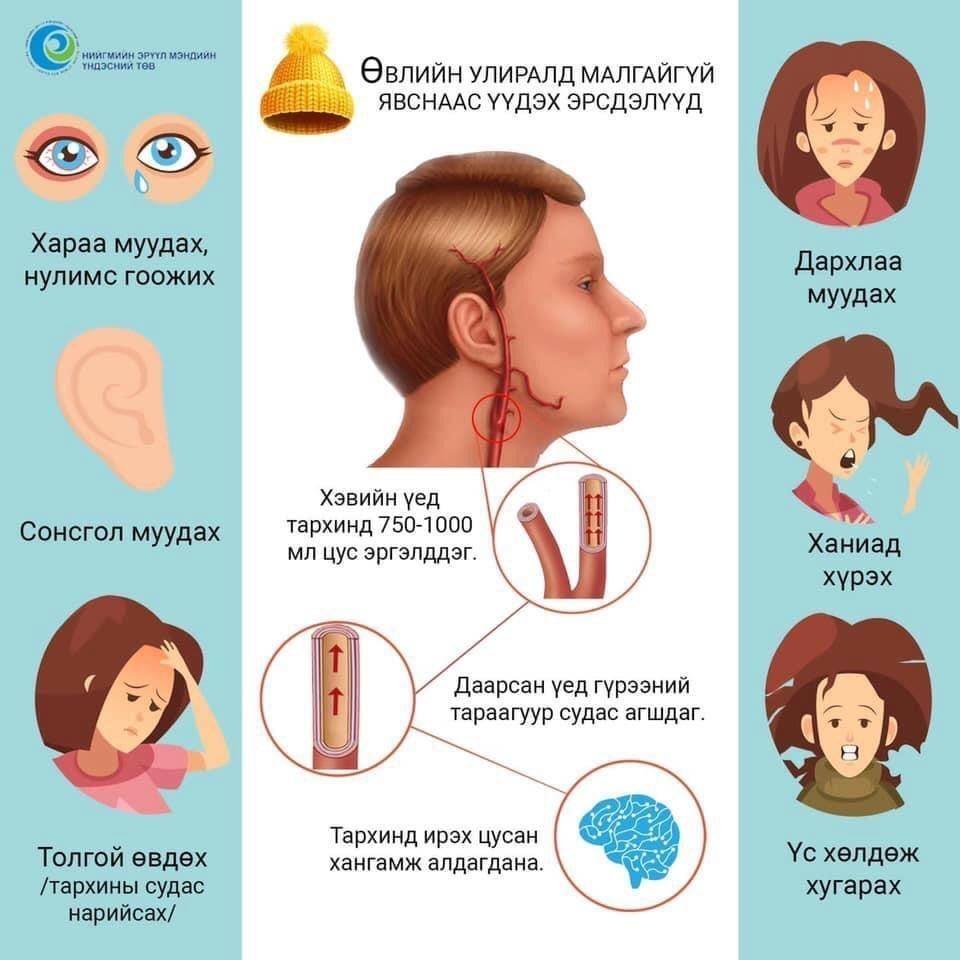 НИЙГМИЙН ЭРҮҮЛ МЭНДИЙН
ҮНДЭСНИЙ ТӨВ
ӨВЛИЙН УЛИРАЛД МАЛГАЙГҮЙ
ЯВСНААС ҮҮДЭХ ЭРСДЭЛҮҮД
Хараа муудах,
нулимс гоожих
Сонсгол муудах
Толгой өвдөх
/тархины судас
нарийсах/
Хэвийн үед
тархинд 750-1000
мл цус эргэлддэг.
Даарсан үед гүрээний
тараагуур судас агшдаг.
Тархинд ирэх цусан
хангамж алдагдана.
Дархлаа
муудах
Ханиад
хүрэх
Үс хөлдөж
хугарах